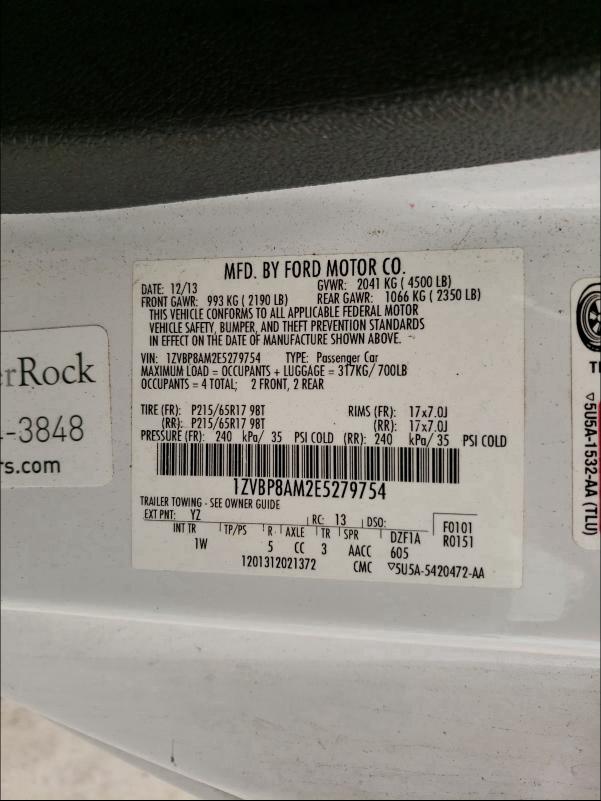 MFD. BY FORD MOTOR CO.
DATE: 12/13 GVWR: 2041 KG ( 4500 LB)
FRONT GAWR: 993 KG ( 2190 LB) REAR GAWR: 1066 KG ( 2350 LB)
THIS VEHICLE CONFORMS TO ALL APPLICABLE FEDERAL MOTOR
VEHICLE SAFETY, BUMPER, AND THEFT PREVENTION STANDARDS
IN EFFECT ON THE DATE OF MANUFACTURE SHOWN ABOVE.
VIN: 1ZVBP8AM2E5279754 TYPE: Passenger Car
MAXIMUM LOAD = OCCUPANTS + LUGGAGE = 317KG/ 700LB
OCCUPANTS = 4 TOTAL; 2 FRONT, 2 REAR
TIRE (FR): P215/65R17 98T RIMS (FR): 17x7.0J
(RR): P215/65R17 98T (RR): 17x7.0J
PRESSURE (FR): 240 kPa/ 35 PSI COLD (RR): 240 kPa/ 35 PSI COLD
1ZVBP8AM2E5279754
TRAILER TOWING - SEE OWNER GUIDE
EXT PNT: YZ RC: 13 DSO: F0101
INT TR TP/PS R AXLE TR SPR DZF1A R0151
1W 5 CC 3 AACC 605
1201312021372 CMC ▽5U5A-5420472-AA
erRock
-3848
rs.com
▽5U5A-1532-AA (TLU)